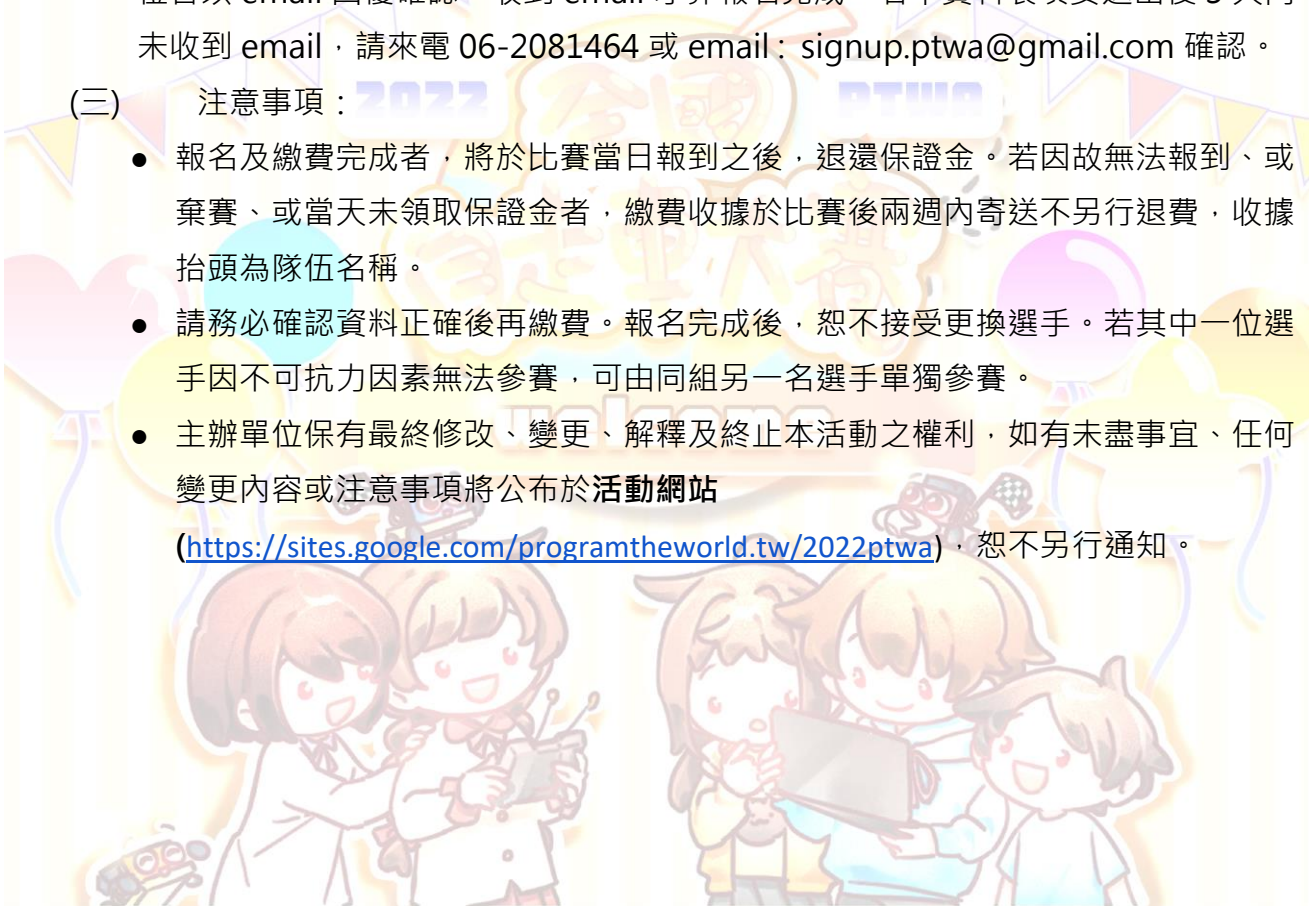 未收到 email，請來電 06-2081464 或 email：signup.ptwa@gmail.com 確認。
(三) 注意事項：
● 報名及繳費完成者，將於比賽當日報到之後，退還保證金。若因故無法報到、或
棄賽、或當天未領取保證金者，繳費收據於比賽後兩週內寄送不另行退費，收據
抬頭為隊伍名稱。
● 請務必確認資料正確後再繳費。報名完成後，恕不接受更換選手。若其中一位選
手因不可抗力因素無法參賽，可由同組另一名選手單獨參賽。
● 主辦單位保有最終修改、變更、解釋及終止本活動之權利，如有未盡事宜、任何
變更內容或注意事項將公布於活動網站
(https://sites.google.com/programtheworld.tw/2022ptwa)，恕不另行通知。
2022 全國 PTWA
自走車大賽
welcome